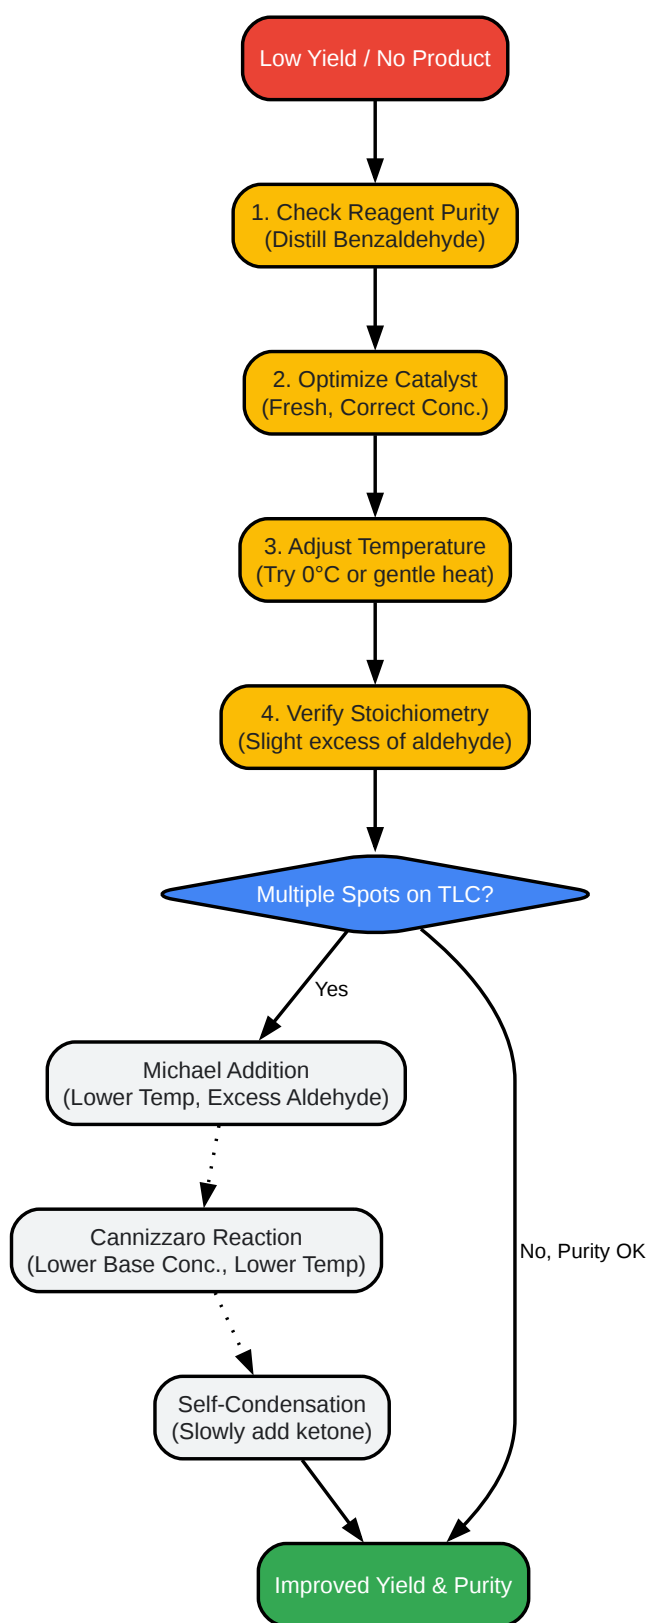 Low Yield / No Product
1. Check Reagent Purity
(Distill Benzaldehyde)
2. Optimize Catalyst
(Fresh, Correct Conc.)
3. Adjust Temperature
(Try 0°C or gentle heat)
4. Verify Stoichiometry
(Slight excess of aldehyde)
Multiple Spots on TLC?
Yes
Michael Addition
(Lower Temp, Excess Aldehyde)
Cannizzaro Reaction
(Lower Base Conc., Lower Temp)
No, Purity OK
Self-Condensation
(Slowly add ketone)
Improved Yield & Purity